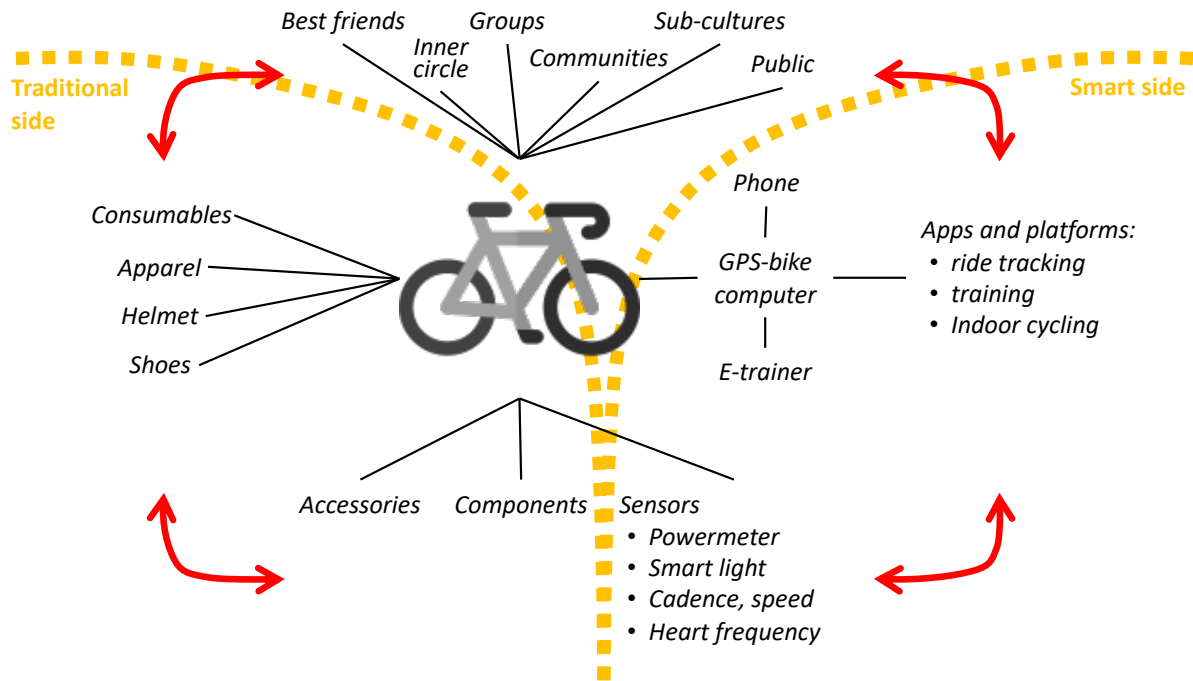 Best friends
Groups
Sub-cultures
Inner
circle
Communities
Public
Traditional
side
Smart side
Consumables
Apparel
Helmet
Shoes
Phone
GPS-bike
computer
E-trainer
Apps and platforms:
• ride tracking
• training
• Indoor cycling
Accessories
Components
Sensors
• Powermeter
• Smart light
• Cadence, speed
• Heart frequency